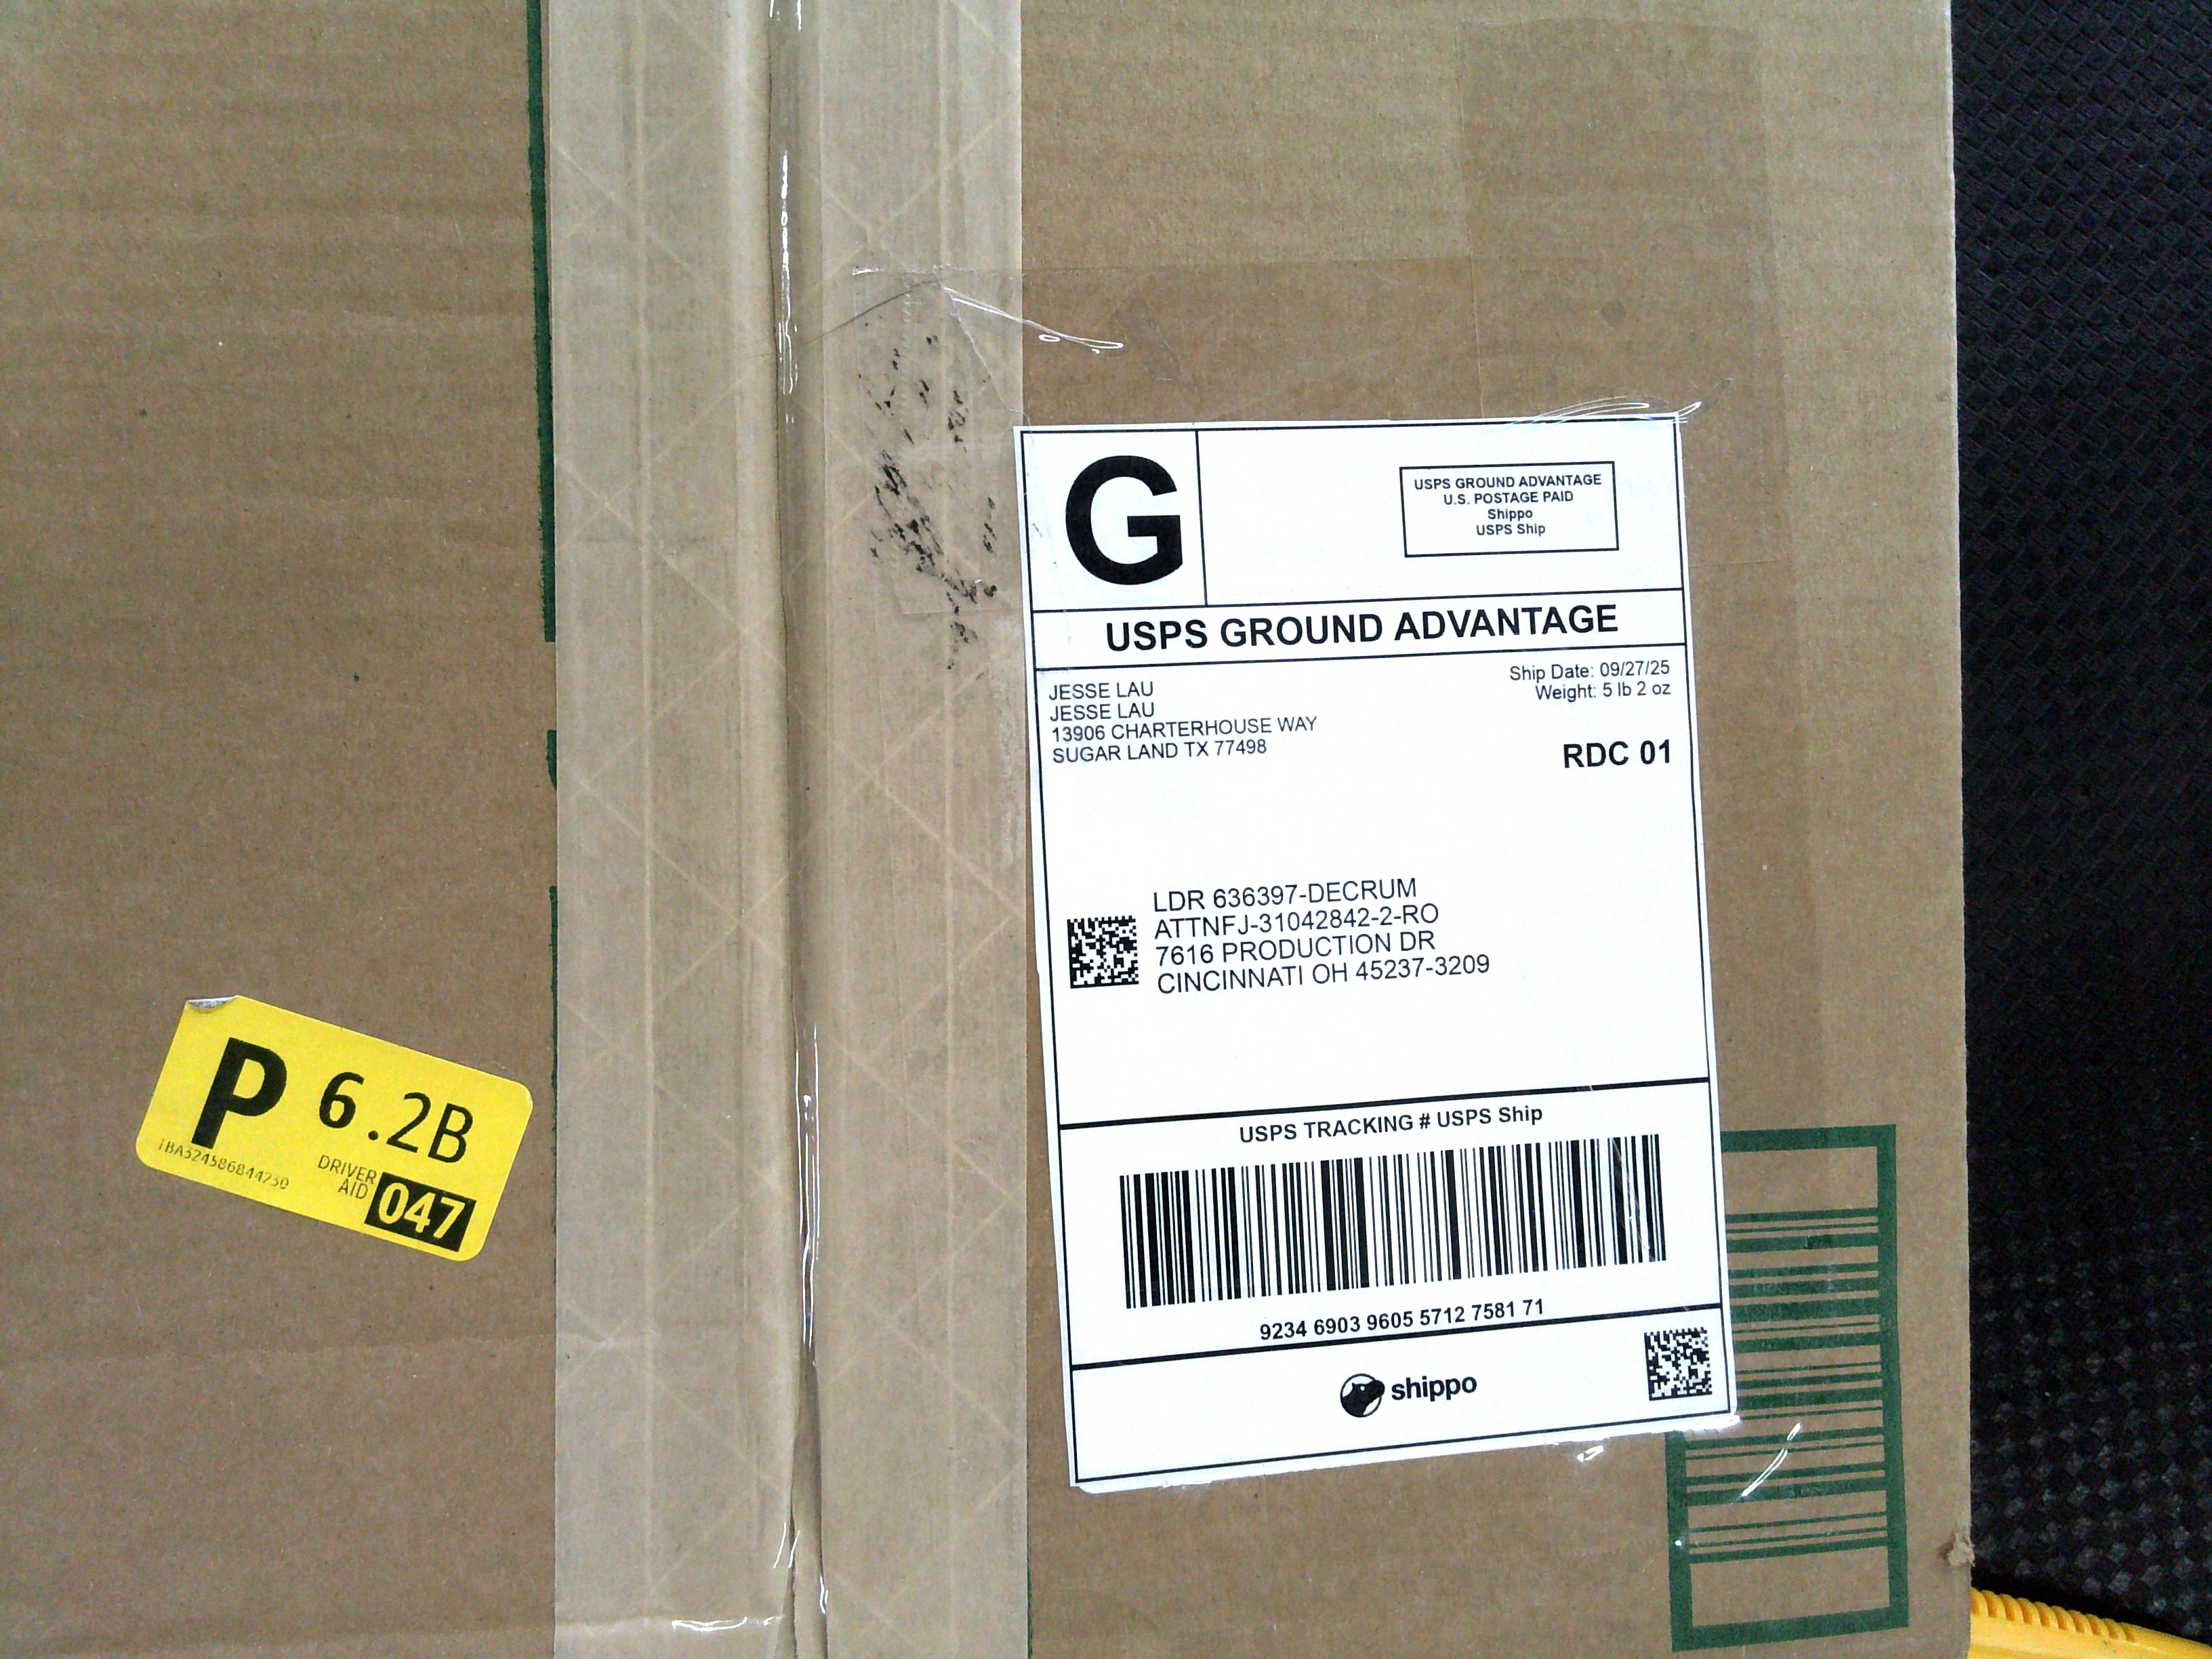 G
USPS GROUND ADVANTAGE
U.S. POSTAGE PAID
Shippo
USPS Ship
USPS GROUND ADVANTAGE
JESSE LAU
JESSE LAU
13906 CHARTERHOUSE WAY
SUGAR LAND TX 77498
Ship Date: 09/27/25
Weight: 5 lb 2 oz
RDC 01
LDR 636397-DECRUM
ATTNFJ-31042842-2-RO
7616 PRODUCTION DR
CINCINNATI OH 45237-3209
USPS TRACKING # USPS Ship
9234 6903 9605 5712 7581 71
shippo
P 6.2B
TBA324586844230
DRIVER
AID
047